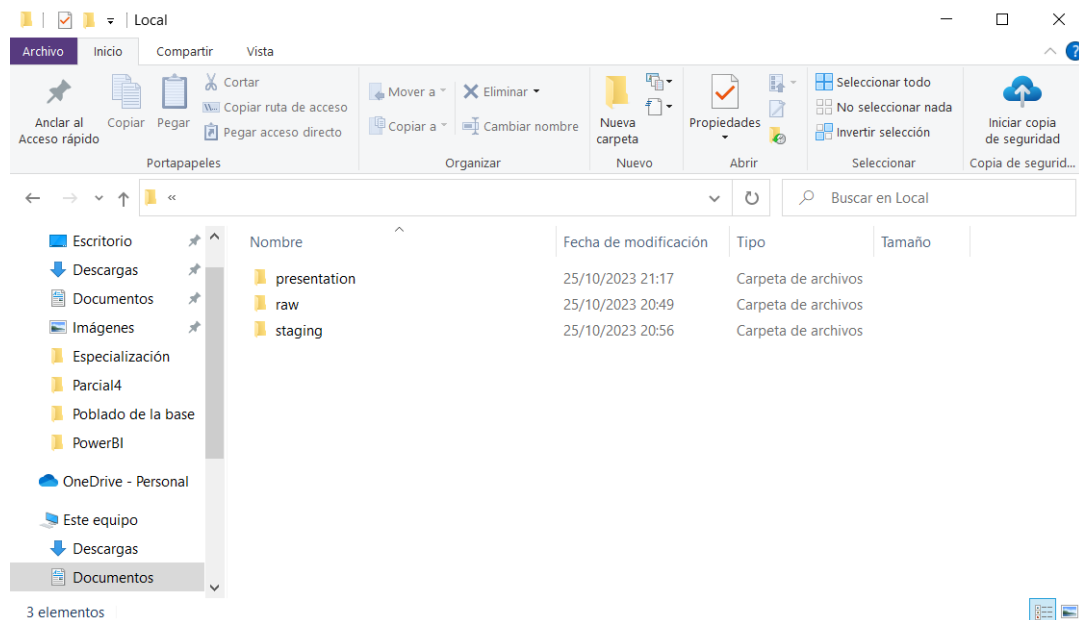 Local
Archivo Inicio Compartir Vista
Anclar al Acceso rápido
Copiar
Pegar
Cortar
Copiar ruta de acceso
Pegar acceso directo
Portapapeles
Mover a
Copiar a
Eliminar
Cambiar nombre
Organizar
Nueva carpeta
Nuevo
Propiedades
Abrir
Seleccionar todo
No seleccionar nada
Invertir selección
Seleccionar
Iniciar copia de seguridad
Copia de segurid...
«
Buscar en Local
Escritorio
Descargas
Documentos
Imágenes
Especialización
Parcial4
Poblado de la base
PowerBI
OneDrive - Personal
Este equipo
Descargas
Documentos
Nombre Fecha de modificación Tipo Tamaño
presentation 25/10/2023 21:17 Carpeta de archivos
raw 25/10/2023 20:49 Carpeta de archivos
staging 25/10/2023 20:56 Carpeta de archivos
3 elementos